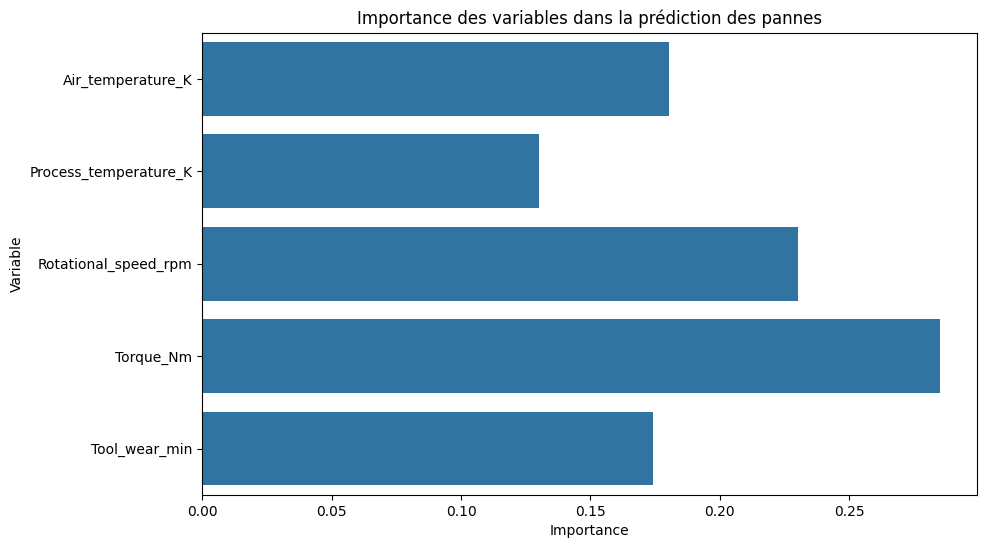 Importance des variables dans la prédiction des pannes
Variable
Air_temperature_K
Process_temperature_K
Rotational_speed_rpm
Torque_Nm
Tool_wear_min
0.00 0.05 0.10 0.15 0.20 0.25
Importance